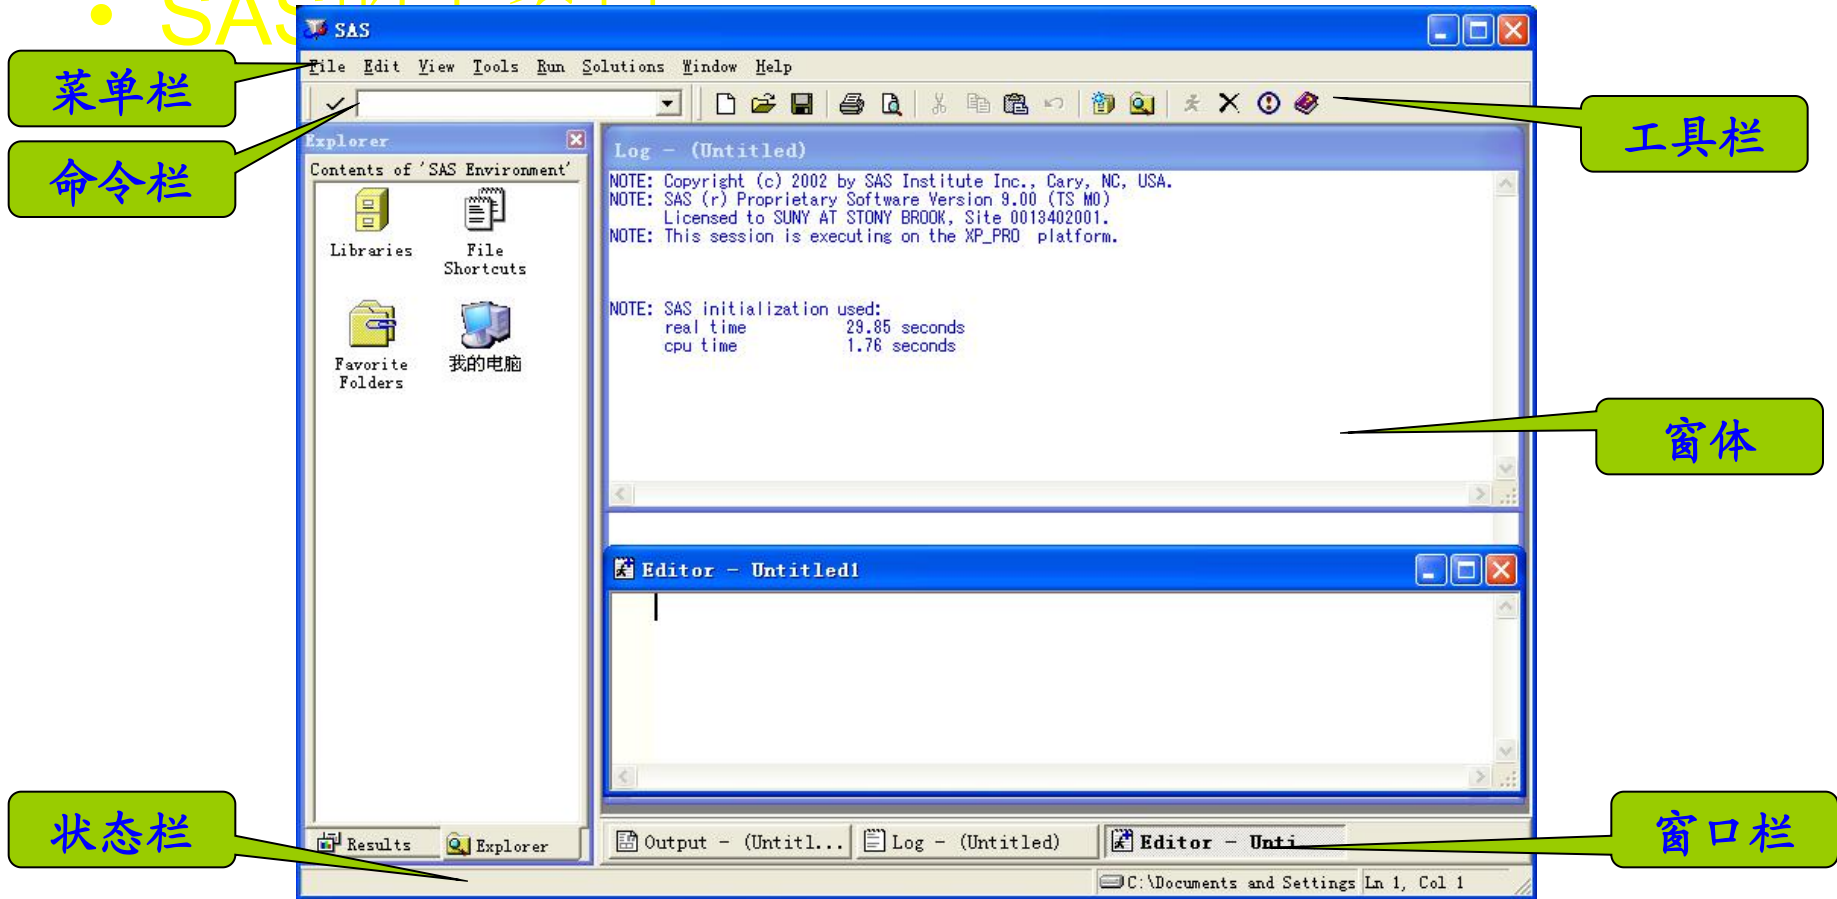 • SAS
SAS
菜单栏
File Edit View Tools Run Solutions Window Help
命令栏
工具栏
Explorer
Contents of 'SAS Environment'
Libraries
File Shortcuts
Favorite Folders
我的电脑
Log - (Untitled)
NOTE: Copyright (c) 2002 by SAS Institute Inc., Cary, NC, USA.
NOTE: SAS (r) Proprietary Software Version 9.00 (TS M0)
Licensed to SUNY AT STONY BROOK, Site 0013402001.
NOTE: This session is executing on the XP_PRO platform.
NOTE: SAS initialization used:
real time 29.85 seconds
cpu time 1.76 seconds
窗体
Editor - Untitled1
状态栏
Results
Explorer
Output - (Untitl...
Log - (Untitled)
Editor - Unti
窗口栏
C:\Documents and Settings
Ln 1, Col 1